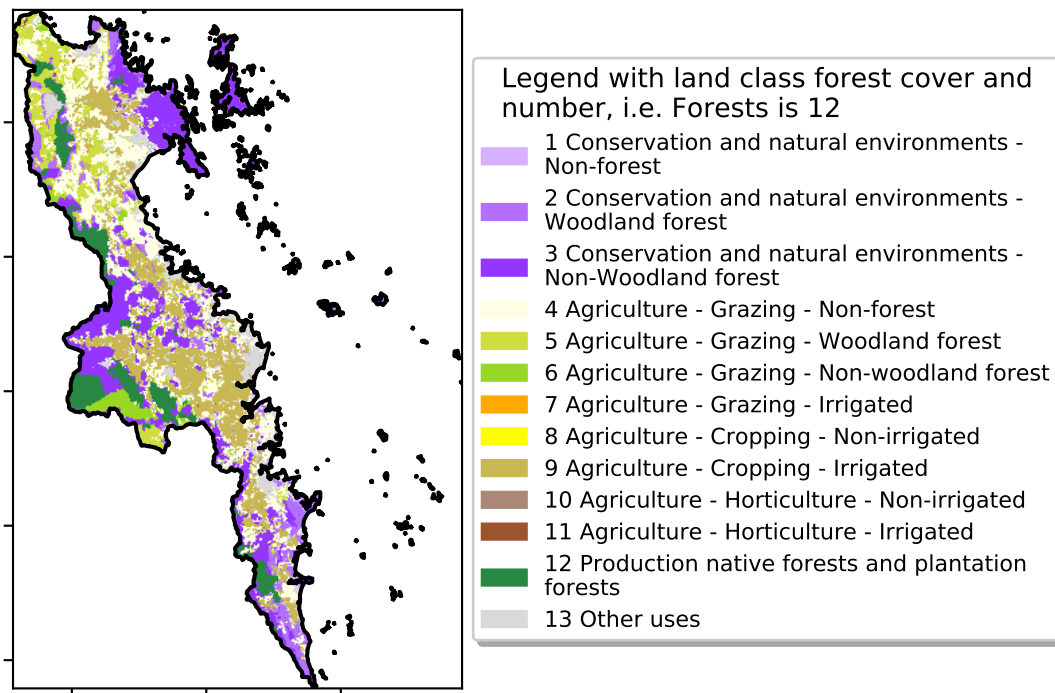 Legend with land class forest cover and
number, i.e. Forests is 12
1 Conservation and natural environments -
Non-forest
2 Conservation and natural environments -
Woodland forest
3 Conservation and natural environments -
Non-Woodland forest
4 Agriculture - Grazing - Non-forest
5 Agriculture - Grazing - Woodland forest
6 Agriculture - Grazing - Non-woodland forest
7 Agriculture - Grazing - Irrigated
8 Agriculture - Cropping - Non-irrigated
9 Agriculture - Cropping - Irrigated
10 Agriculture - Horticulture - Non-irrigated
11 Agriculture - Horticulture - Irrigated
12 Production native forests and plantation
forests
13 Other uses